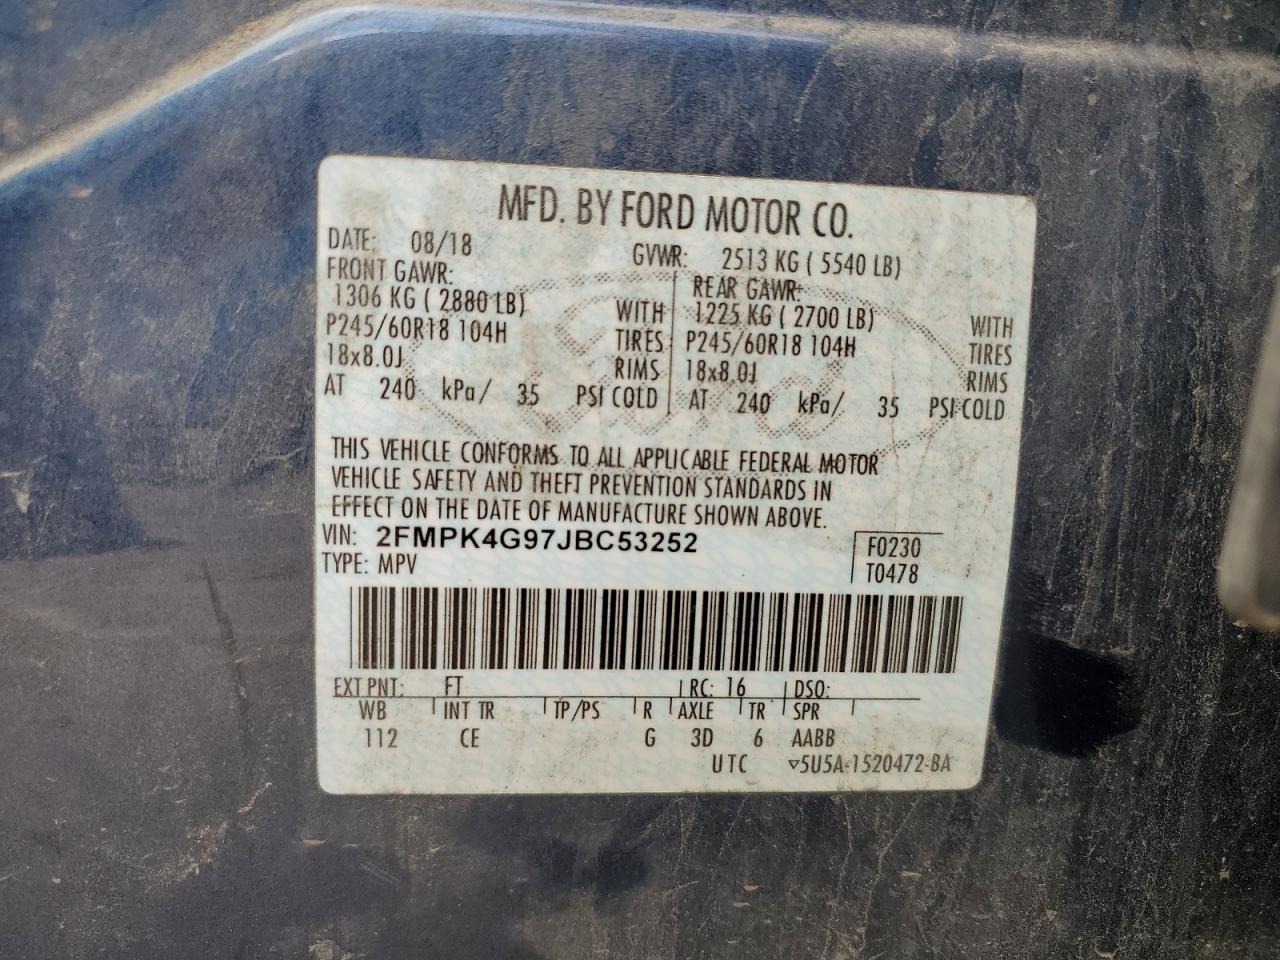 MFD. BY FORD MOTOR CO.
DATE: 08/18 GVWR: 2513 KG ( 5540 LB)
FRONT GAWR: REAR GAWR:
1306 KG ( 2880 LB) WITH 1225 KG ( 2700 LB) WITH
P245/60R18 104H TIRES P245/60R18 104H TIRES
18x8.0J RIMS 18x8.0J RIMS
AT 240 kPa/ 35 PSI COLD AT 240 kPa/ 35 PSI COLD
THIS VEHICLE CONFORMS TO ALL APPLICABLE FEDERAL MOTOR
VEHICLE SAFETY AND THEFT PREVENTION STANDARDS IN
EFFECT ON THE DATE OF MANUFACTURE SHOWN ABOVE.
VIN: 2FMPK4G97JBC53252 F0230
TYPE: MPV T0478
EXT PNT: FT RC: 16 DSO:
WB INT TR TP/PS R AXLE TR SPR
112 CE G 3D 6 AABB
UTC ▽5U5A-1520472-BA
Ford